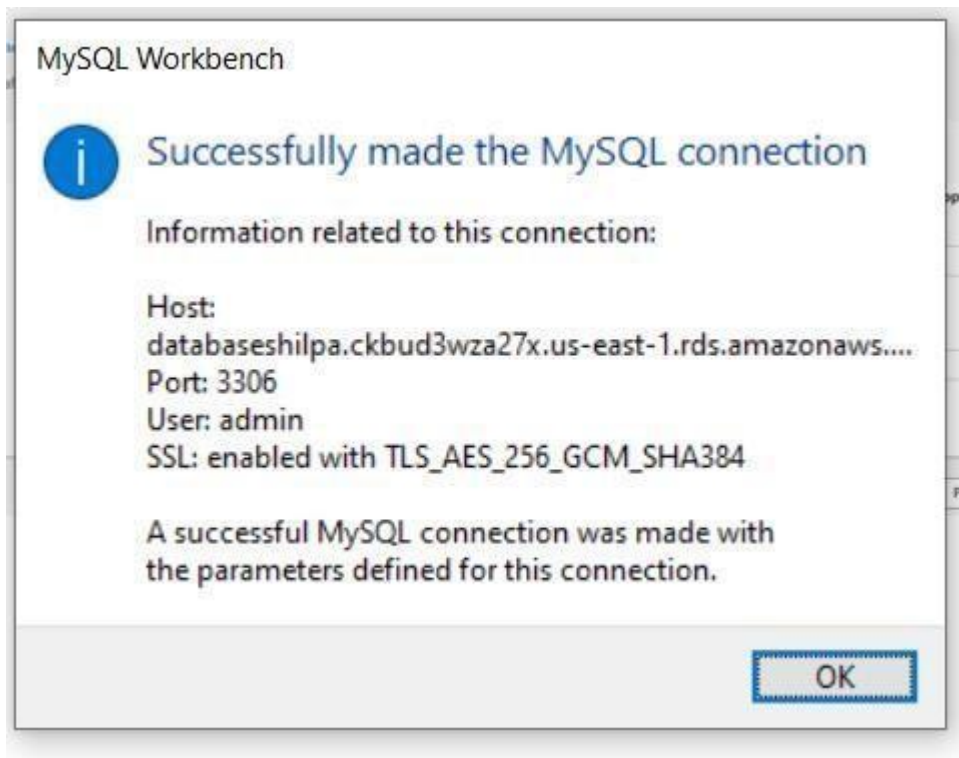 MySQL Workbench
Successfully made the MySQL connection
Information related to this connection:
Host:
databaseshilpa.ckbud3wza27x.us-east-1.rds.amazonaws....
Port: 3306
User: admin
SSL: enabled with TLS_AES_256_GCM_SHA384
A successful MySQL connection was made with
the parameters defined for this connection.
OK